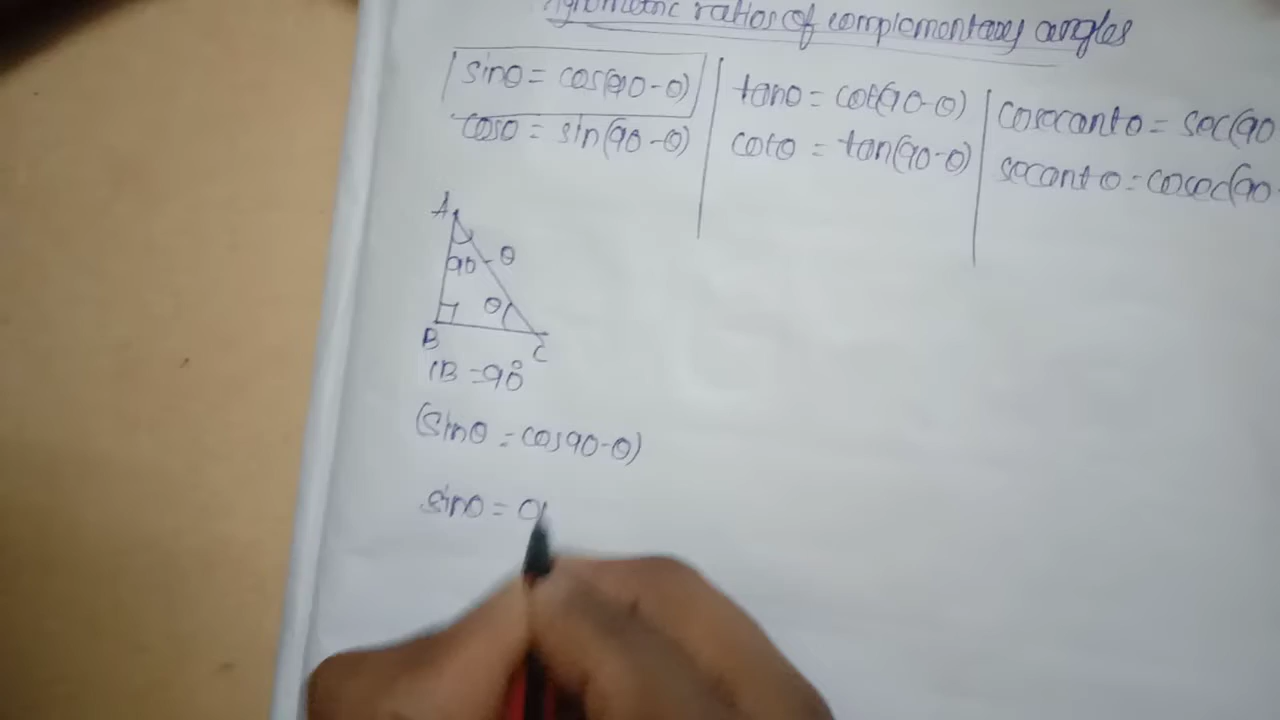 ratios of complementary angles
sinθ = cos(90-θ)
cosθ = sin(90-θ)
tanθ = cot(90-θ)
cotθ = tan(90-θ)
cosecantθ = sec(90
secantθ = cosec(90-
A
90-θ
θ
B
C
∠B = 90°
(sinθ = cos90-θ)
sinθ =